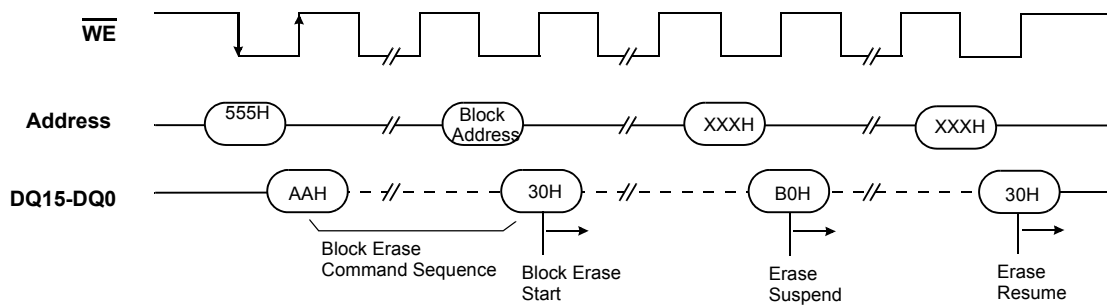 WE
Address
555H
Block
Address
XXXH
XXXH
DQ15-DQ0
AAH
30H
B0H
30H
Block Erase
Command Sequence
Block Erase
Start
Erase
Suspend
Erase
Resume